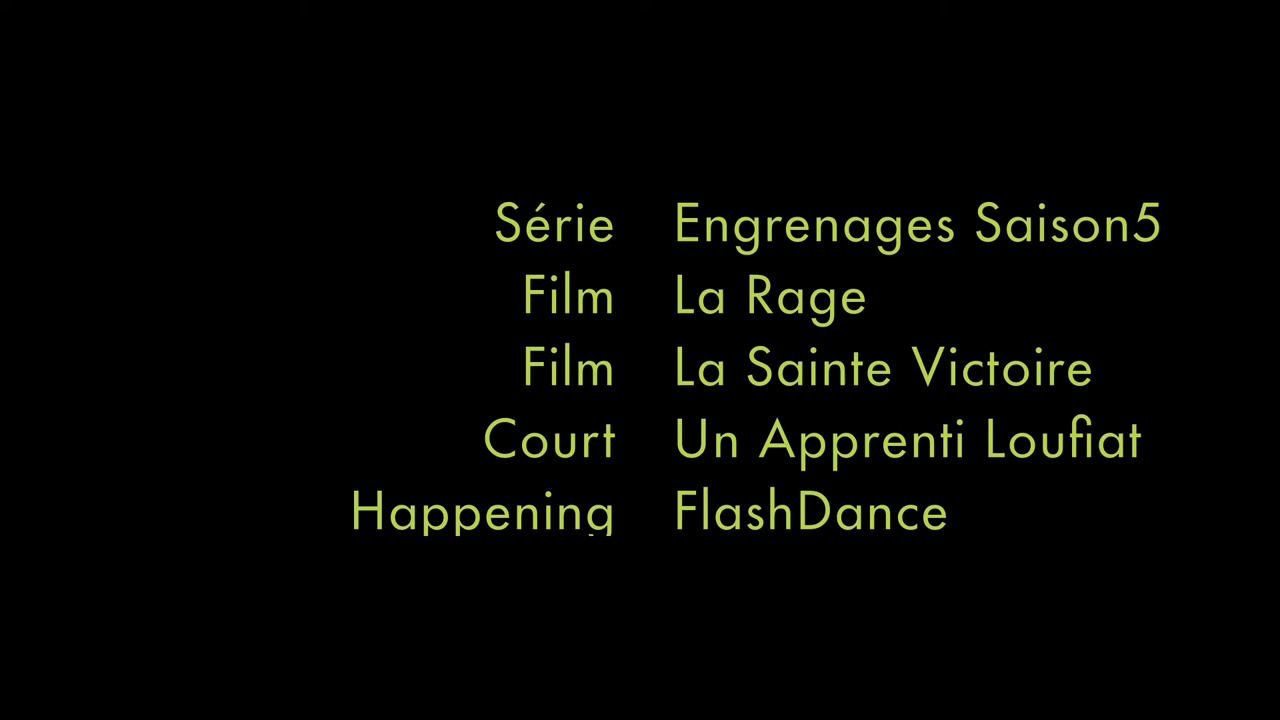 Série Engrenages Saison5
Film La Rage
Film La Sainte Victoire
Court Un Apprenti Loufiat
Happening FlashDance